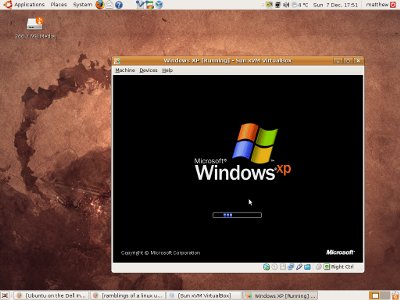 Applications Places System
4 °C Sun 7 Dec, 17:51 matthew
Windows XP [Running] - Sun xVM VirtualBox
Machine Devices Help
Microsoft®
Windows xp
Copyright © Microsoft Corporation
Microsoft
Right Ctrl
[Ubuntu on the Dell in...
[ramblings of a linux u...
[Sun xVM VirtualBox]
Windows XP [Running] ...